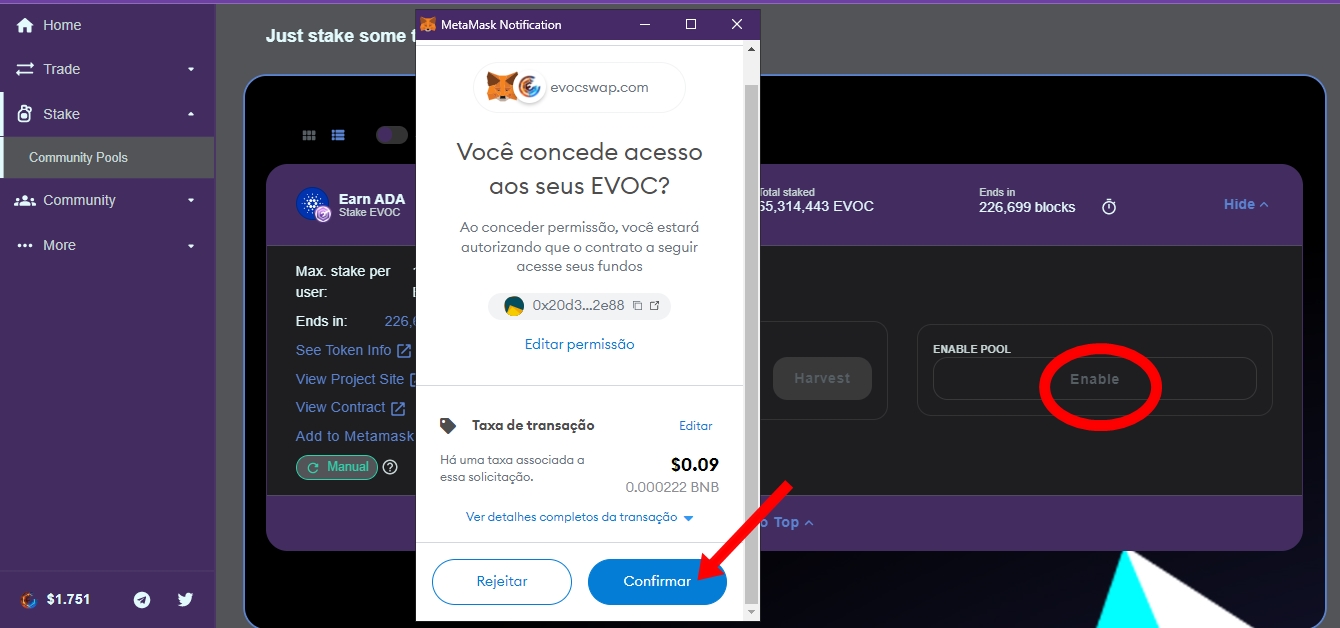 Home
Trade
Stake
Community Pools
Community
More
$1.751
Just stake some
Earn ADA
Stake EVOC
Total staked
55,314,443 EVOC
Ends in
226,699 blocks
Hide
Max. stake per
user:
Ends in:
226,
See Token Info
View Project Site
View Contract
Add to Metamask
Manual
Harvest
ENABLE POOL
Enable
Top
MetaMask Notification
evocswap.com
Você concede acesso
aos seus EVOC?
Ao conceder permissão, você estará
autorizando que o contrato a seguir
acesse seus fundos
0x20d3...2e88
Editar permissão
Taxa de transação
Editar
Há uma taxa associada a
essa solicitação.
$0.09
0.000222 BNB
Ver detalhes completos da transação
Rejeitar
Confirmar